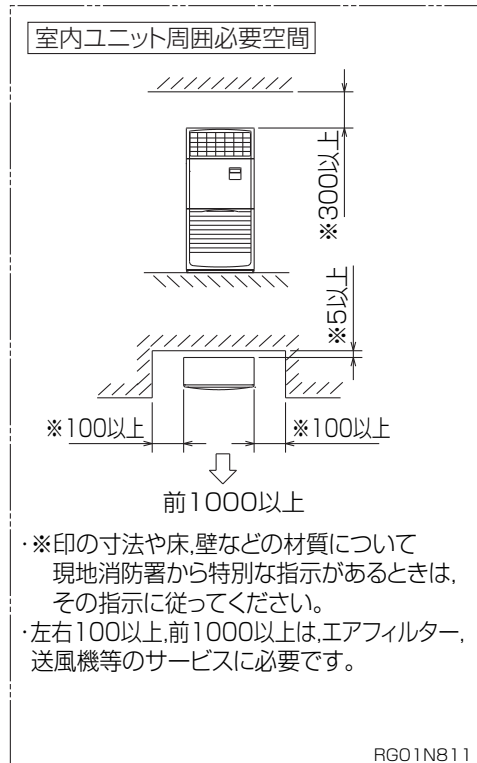 室内ユニット周囲必要空間
※300以上
※5以上
※100以上
※100以上
前1000以上
・※印の寸法や床,壁などの材質について
現地消防署から特別な指示があるときは,
その指示に従ってください。
・左右100以上,前1000以上は,エアフィルター,
送風機等のサービスに必要です。
RG01N811